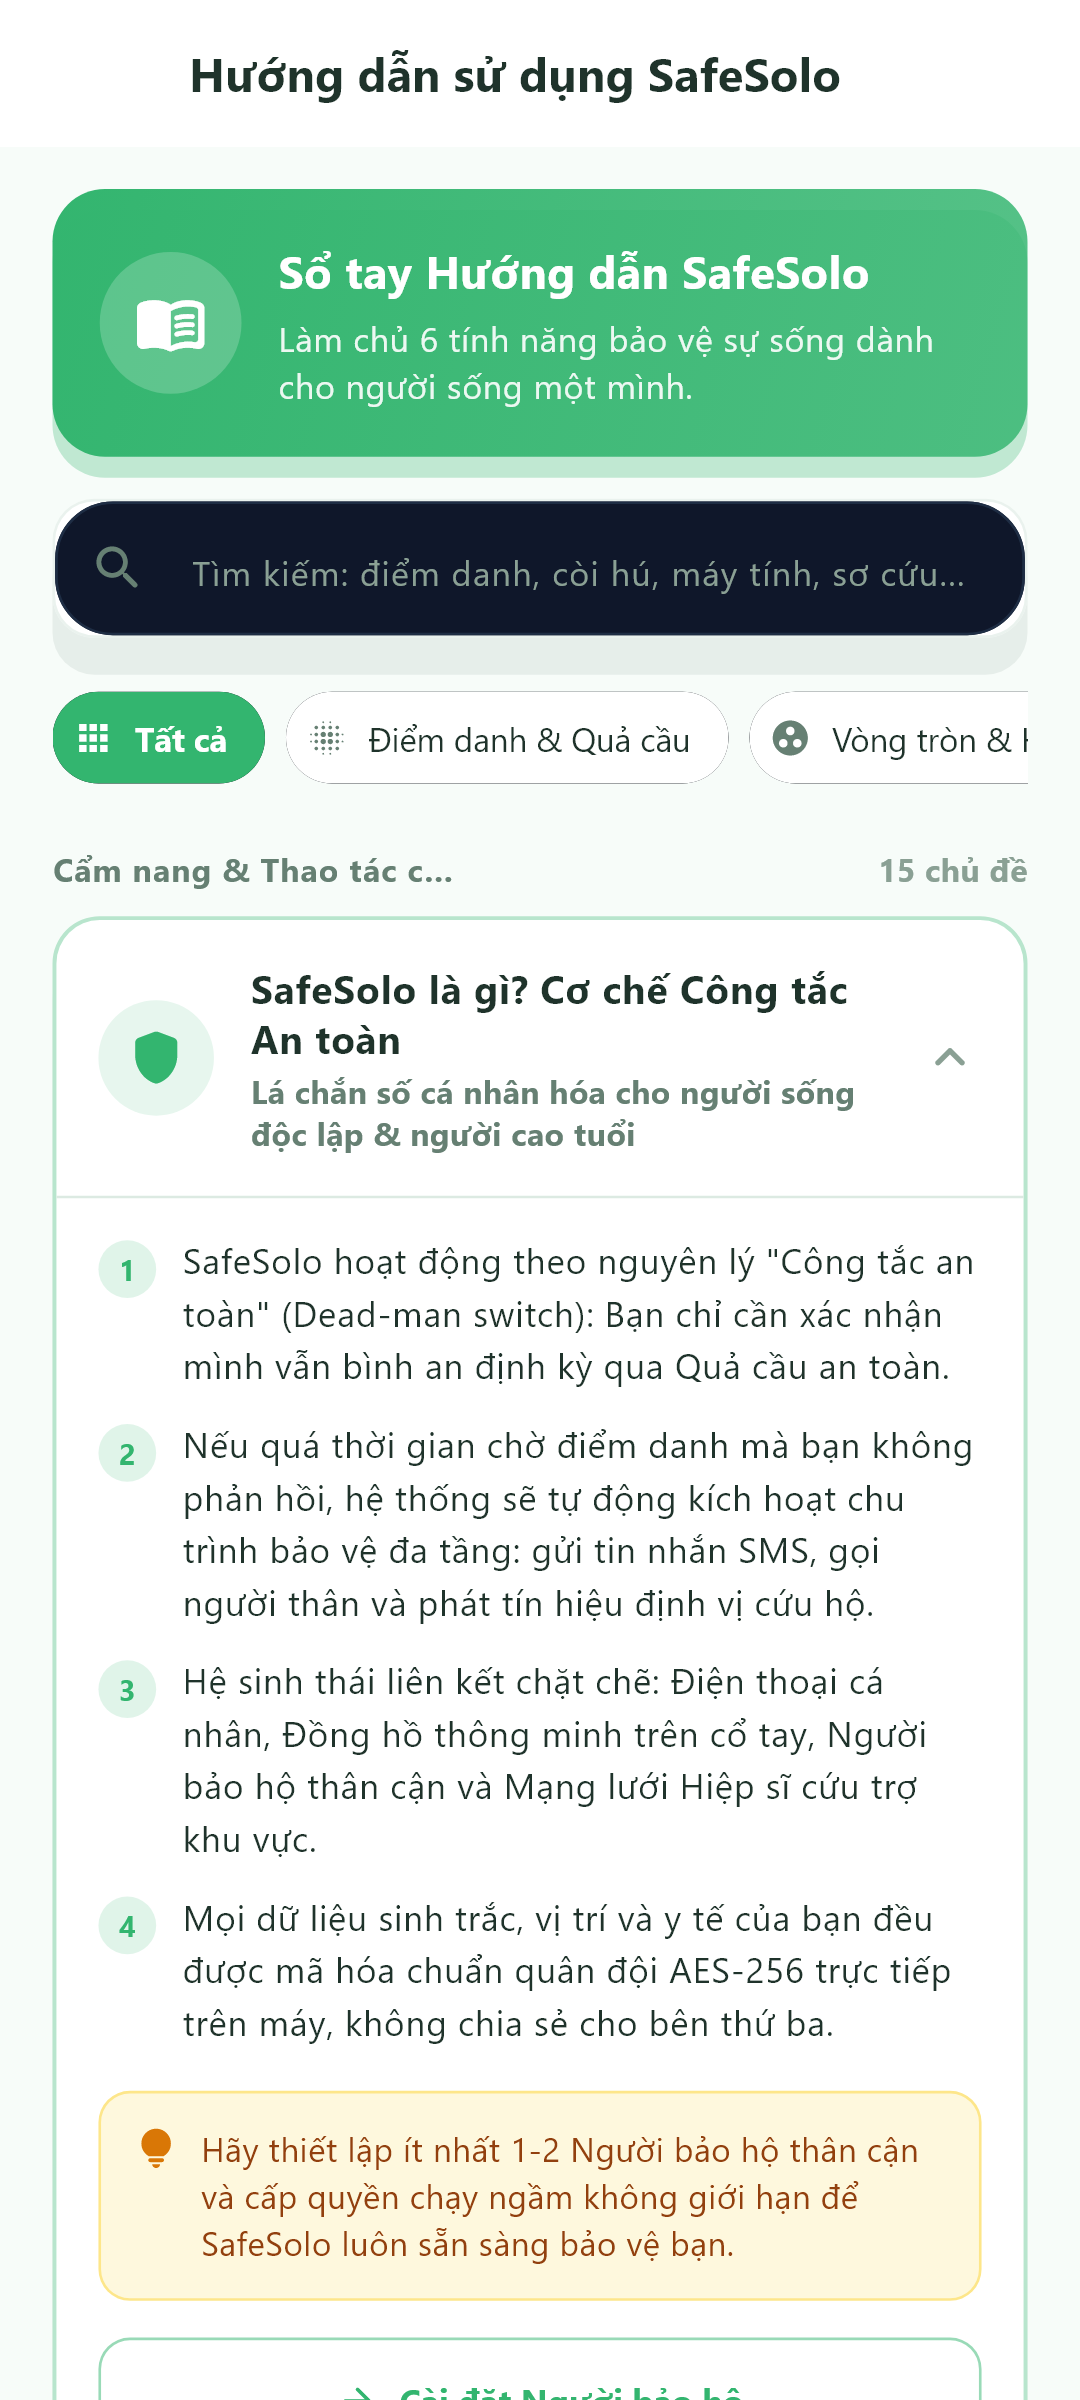 Hướng dẫn sử dụng SafeSolo
Sổ tay Hướng dẫn SafeSolo
Làm chủ 6 tính năng bảo vệ sự sống dành
cho người sống một mình.
Tìm kiếm: điểm danh, còi hú, máy tính, sơ cứu...
Tất cả
Điểm danh & Quả cầu
Vòng tròn &
Cẩm nang & Thao tác c...
15 chủ đề
SafeSolo là gì? Cơ chế Công tắc
An toàn
Lá chắn số cá nhân hóa cho người sống
độc lập & người cao tuổi
1
SafeSolo hoạt động theo nguyên lý "Công tắc an
toàn" (Dead-man switch): Bạn chỉ cần xác nhận
mình vẫn bình an định kỳ qua Quả cầu an toàn.
2
Nếu quá thời gian chờ điểm danh mà bạn không
phản hồi, hệ thống sẽ tự động kích hoạt chu
trình bảo vệ đa tầng: gửi tin nhắn SMS, gọi
người thân và phát tín hiệu định vị cứu hộ.
3
Hệ sinh thái liên kết chặt chẽ: Điện thoại cá
nhân, Đồng hồ thông minh trên cổ tay, Người
bảo hộ thân cận và Mạng lưới Hiệp sĩ cứu trợ
khu vực.
4
Mọi dữ liệu sinh trắc, vị trí và y tế của bạn đều
được mã hóa chuẩn quân đội AES-256 trực tiếp
trên máy, không chia sẻ cho bên thứ ba.
Hãy thiết lập ít nhất 1-2 Người bảo hộ thân cận
và cấp quyền chạy ngầm không giới hạn để
SafeSolo luôn sẵn sàng bảo vệ bạn.
Cài đặt Người bảo hộ